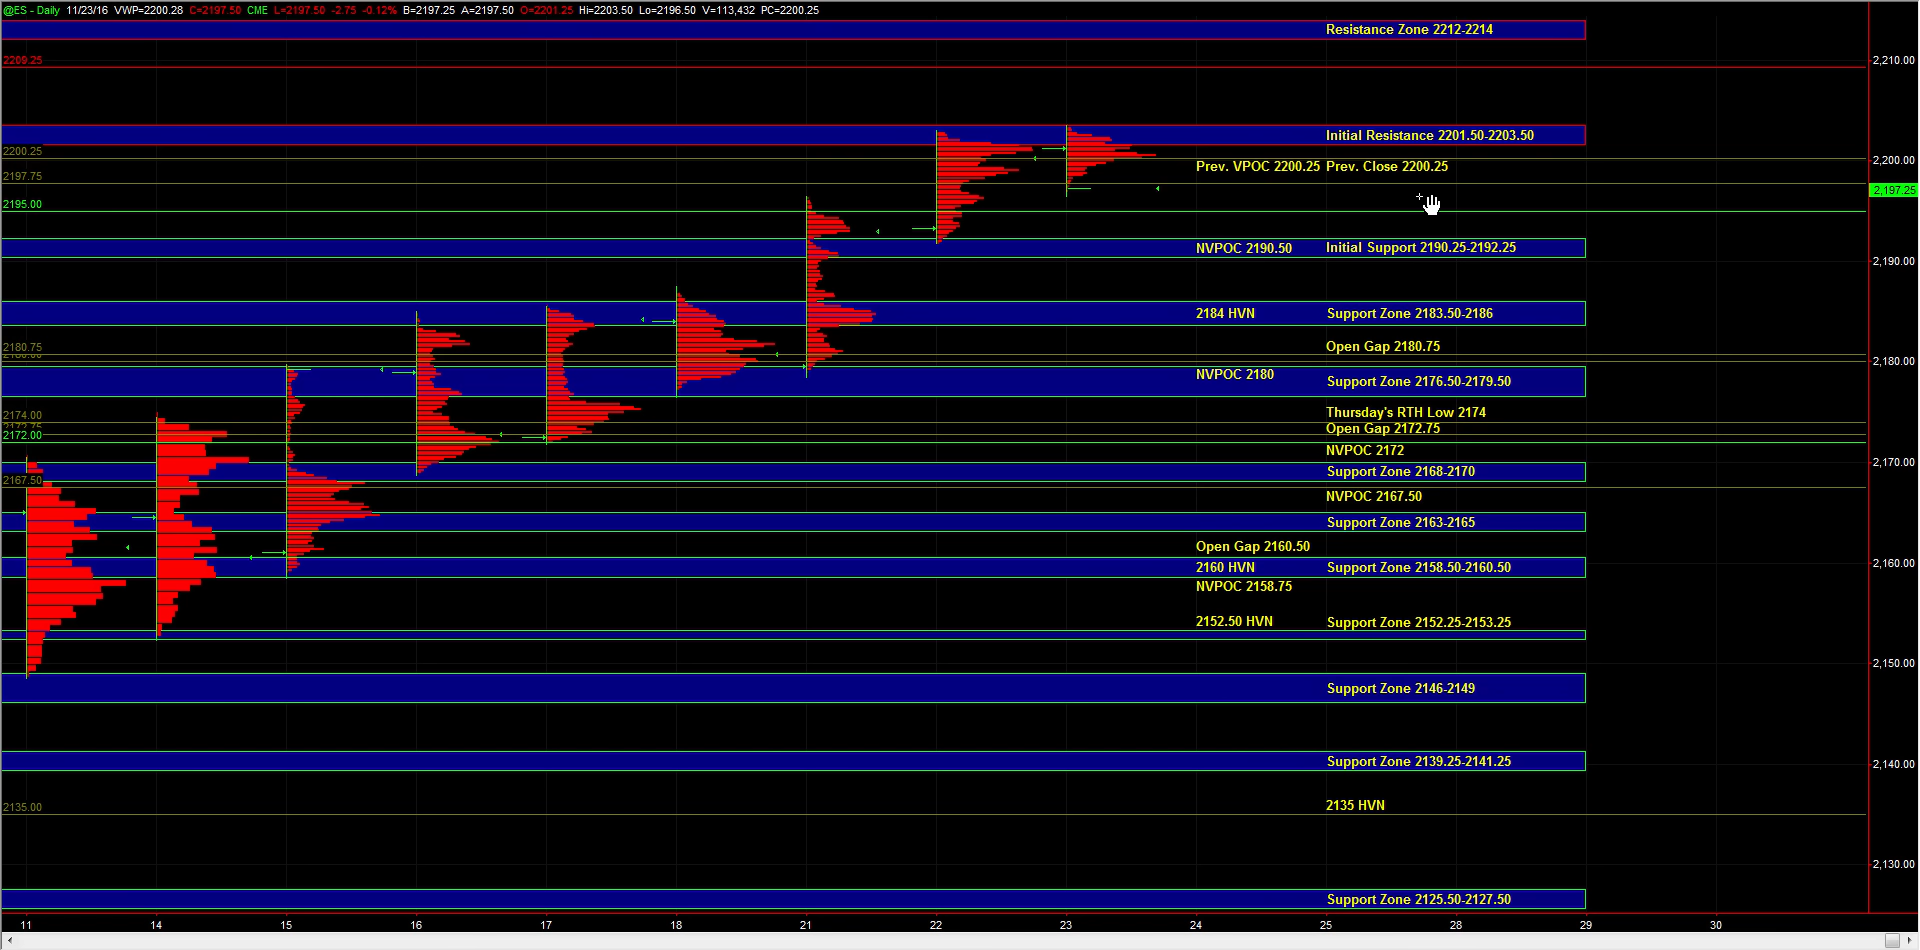 @ES - Daily 11/23/16 VWP=2200.28 C=2197.50 CME L=2197.50 -2.75 -0.12% B=2197.25 A=2197.50 O=2201.25 Hi=2203.50 Lo=2196.50 V=113,432 PC=2200.25
Resistance Zone 2212-2214
2209.25
2,210.00
Initial Resistance 2201.50-2203.50
2200.25
2,200.00
Prev. VPOC 2200.25 Prev. Close 2200.25
2197.75
2,197.25
2195.00
NVPOC 2190.50 Initial Support 2190.25-2192.25
2,190.00
2184 HVN Support Zone 2183.50-2186
2180.75
Open Gap 2180.75
2,180.00
NVPOC 2180 Support Zone 2176.50-2179.50
2174.00
Thursday's RTH Low 2174
Open Gap 2172.75
2172.00
NVPOC 2172
2,170.00
Support Zone 2168-2170
2167.50
NVPOC 2167.50
Support Zone 2163-2165
Open Gap 2160.50
2,160.00
2160 HVN Support Zone 2158.50-2160.50
NVPOC 2158.75
2152.50 HVN Support Zone 2152.25-2153.25
2,150.00
Support Zone 2146-2149
Support Zone 2139.25-2141.25
2,140.00
2135.00
2135 HVN
2,130.00
Support Zone 2125.50-2127.50
11 14 15 16 17 18 21 22 23 24 25 28 29 30